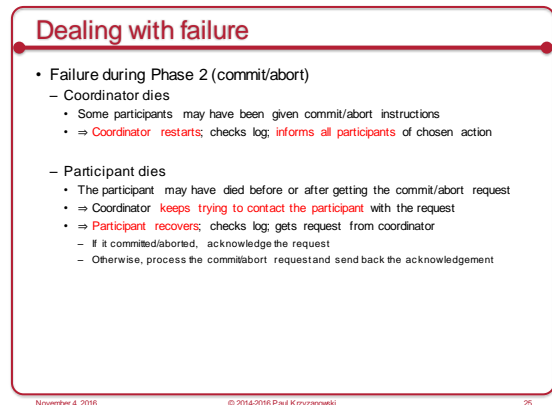 Dealing with failure
• Failure during Phase 2 (commit/abort)
– Coordinator dies
• Some participants may have been given commit/abort instructions
• ⇒ Coordinator restarts; checks log; informs all participants of chosen action
– Participant dies
• The participant may have died before or after getting the commit/abort request
• ⇒ Coordinator keeps trying to contact the participant with the request
• ⇒ Participant recovers; checks log; gets request from coordinator
– If it committed/aborted, acknowledge the request
– Otherwise, process the commit/abort request and send back the acknowledgement
November 4, 2016 © 2014-2016 Paul Krzyzanowski 25